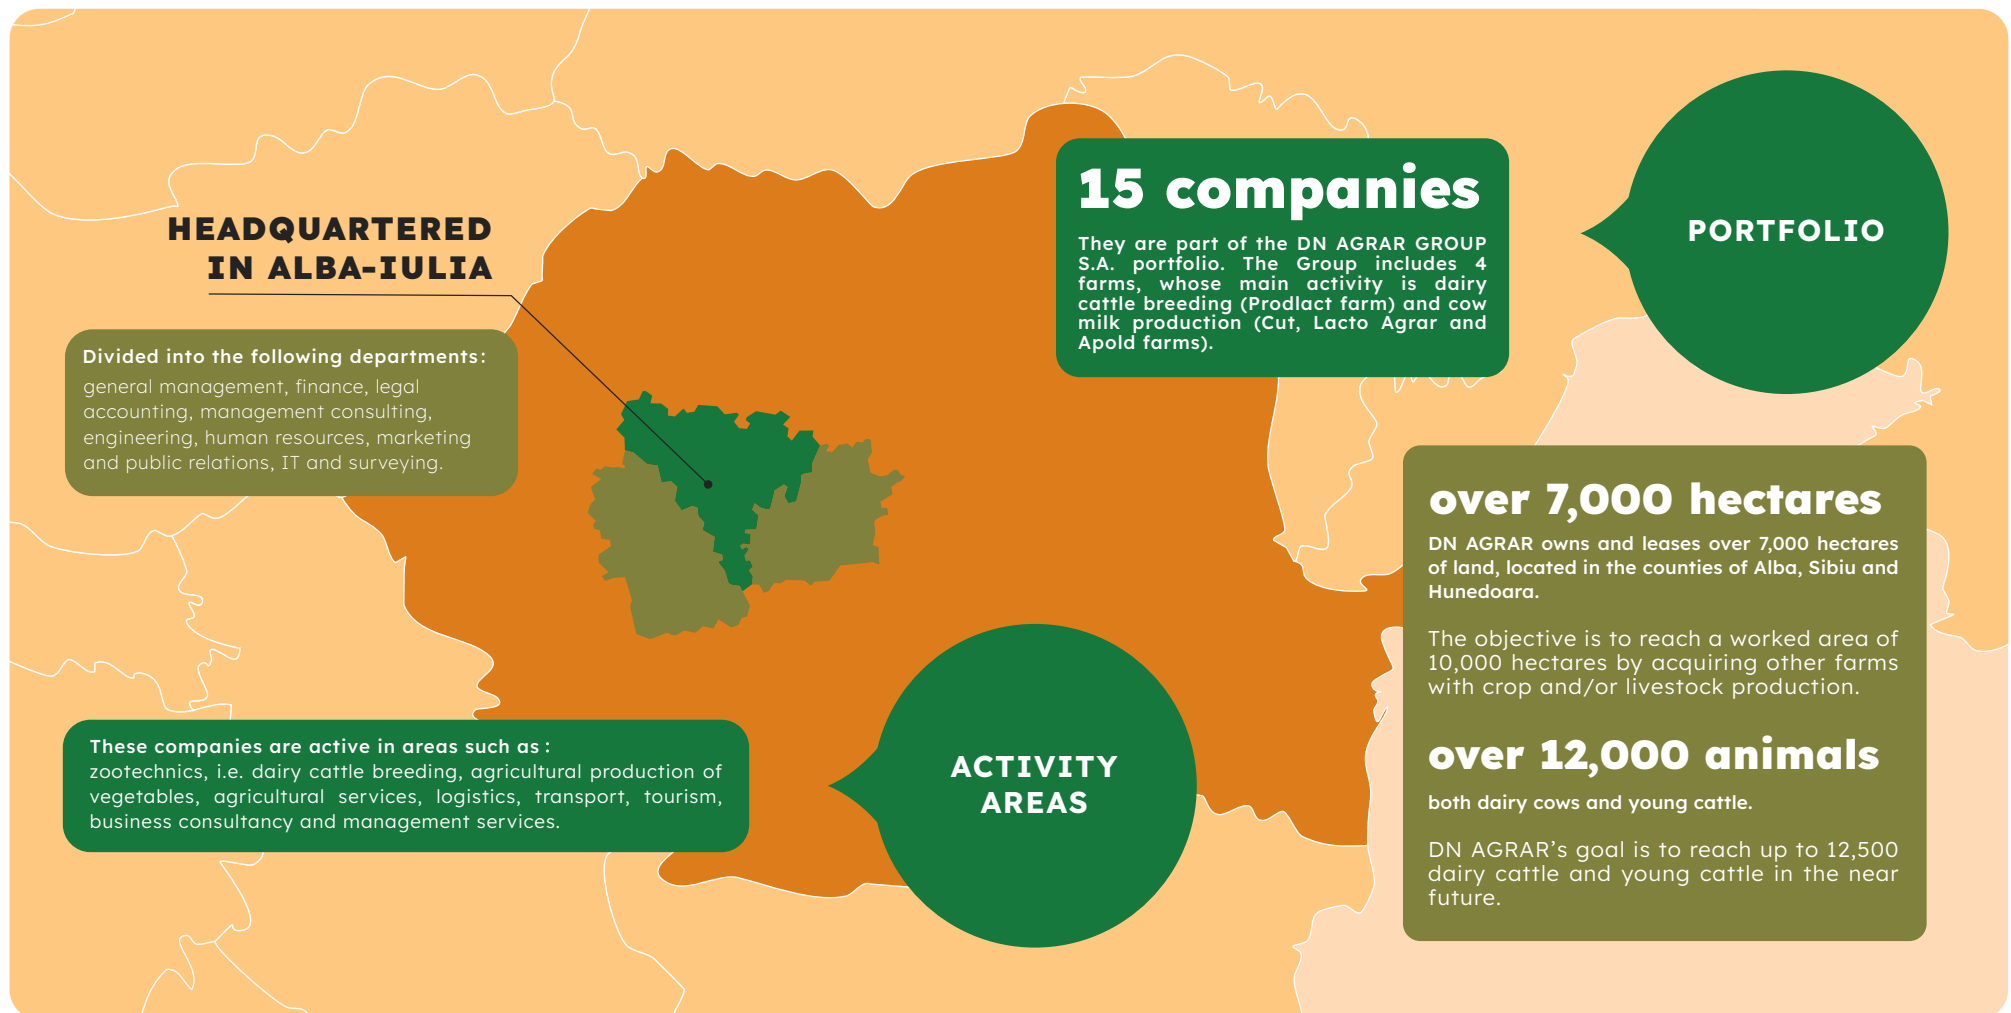 HEADQUARTERED
IN ALBA-IULIA
Divided into the following departments:
general management, finance, legal
accounting, management consulting,
engineering, human resources, marketing
and public relations, IT and surveying.
15 companies
They are part of the DN AGRAR GROUP
S.A. portfolio. The Group includes 4
farms, whose main activity is dairy
cattle breeding (Prodlact farm) and cow
milk production (Cut, Lacto Agrar and
Apold farms).
PORTFOLIO
over 7,000 hectares
DN AGRAR owns and leases over 7,000 hectares
of land, located in the counties of Alba, Sibiu and
Hunedoara.
The objective is to reach a worked area of
10,000 hectares by acquiring other farms
with crop and/or livestock production.
over 12,000 animals
both dairy cows and young cattle.
DN AGRAR’s goal is to reach up to 12,500
dairy cattle and young cattle in the near
future.
These companies are active in areas such as :
zootechnics, i.e. dairy cattle breeding, agricultural production of
vegetables, agricultural services, logistics, transport, tourism,
business consultancy and management services.
ACTIVITY
AREAS